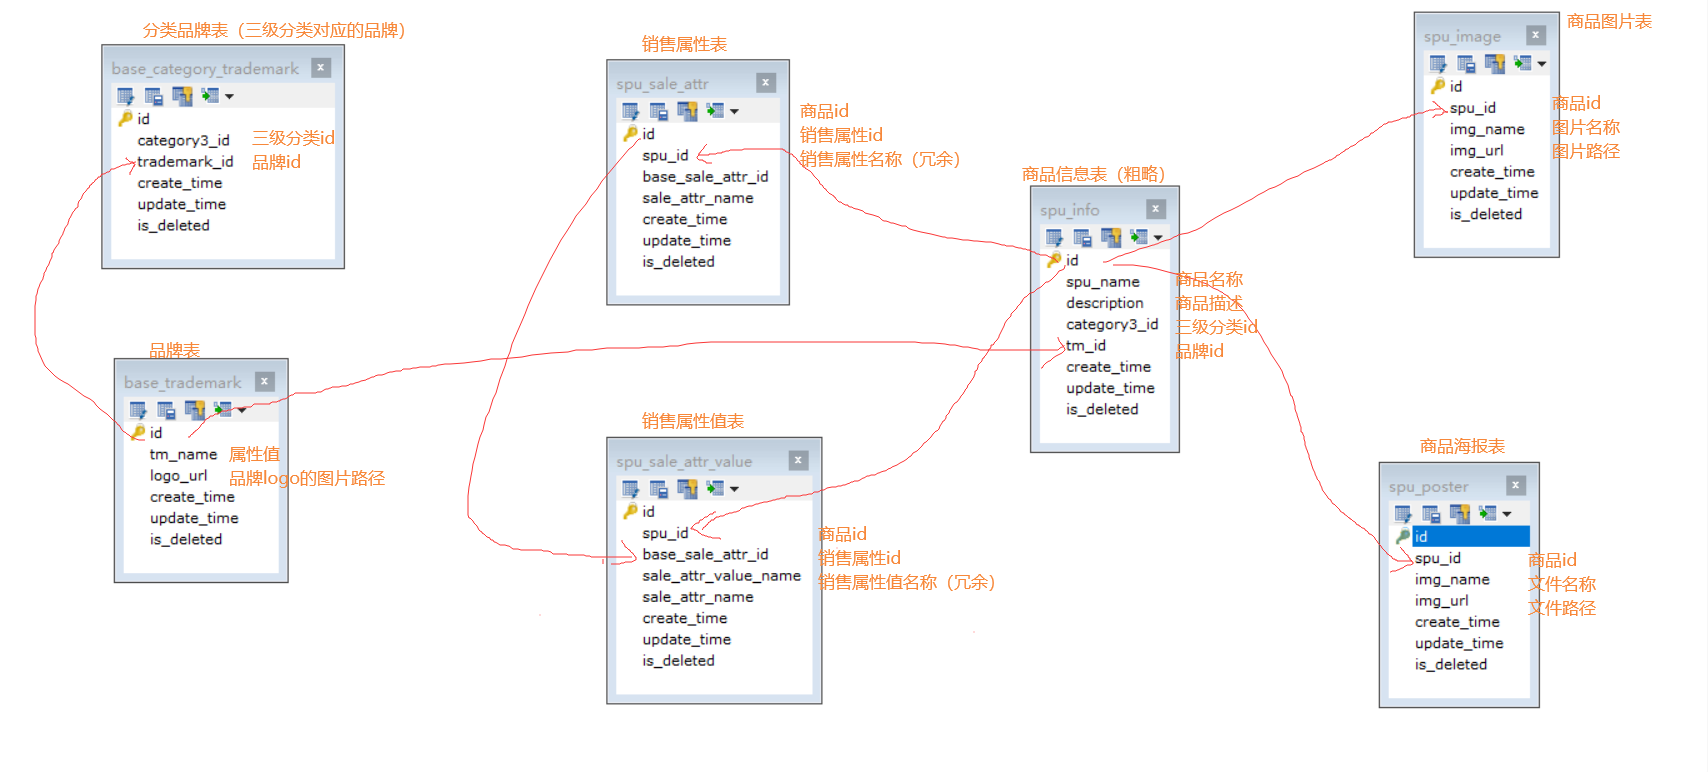 分类品牌表（三级分类对应的品牌）
base_category_trademark
id
category3_id
三级分类id
trademark_id
品牌id
create_time
update_time
is_deleted
品牌表
base_trademark
id
tm_name
属性值
logo_url
品牌logo的图片路径
create_time
update_time
is_deleted
销售属性表
spu_sale_attr
商品id
销售属性id
销售属性名称（冗余）
id
spu_id
base_sale_attr_id
sale_attr_name
create_time
update_time
is_deleted
销售属性值表
spu_sale_attr_value
id
spu_id
商品id
base_sale_attr_id
销售属性id
sale_attr_value_name
销售属性值名称（冗余）
sale_attr_name
create_time
update_time
is_deleted
商品信息表（粗略）
spu_info
id
spu_name
商品名称
description
商品描述
category3_id
三级分类id
tm_id
品牌id
create_time
update_time
is_deleted
商品图片表
spu_image
id
spu_id
商品id
img_name
图片名称
img_url
图片路径
create_time
update_time
is_deleted
商品海报表
spu_poster
id
spu_id
商品id
img_name
文件名称
img_url
文件路径
create_time
update_time
is_deleted